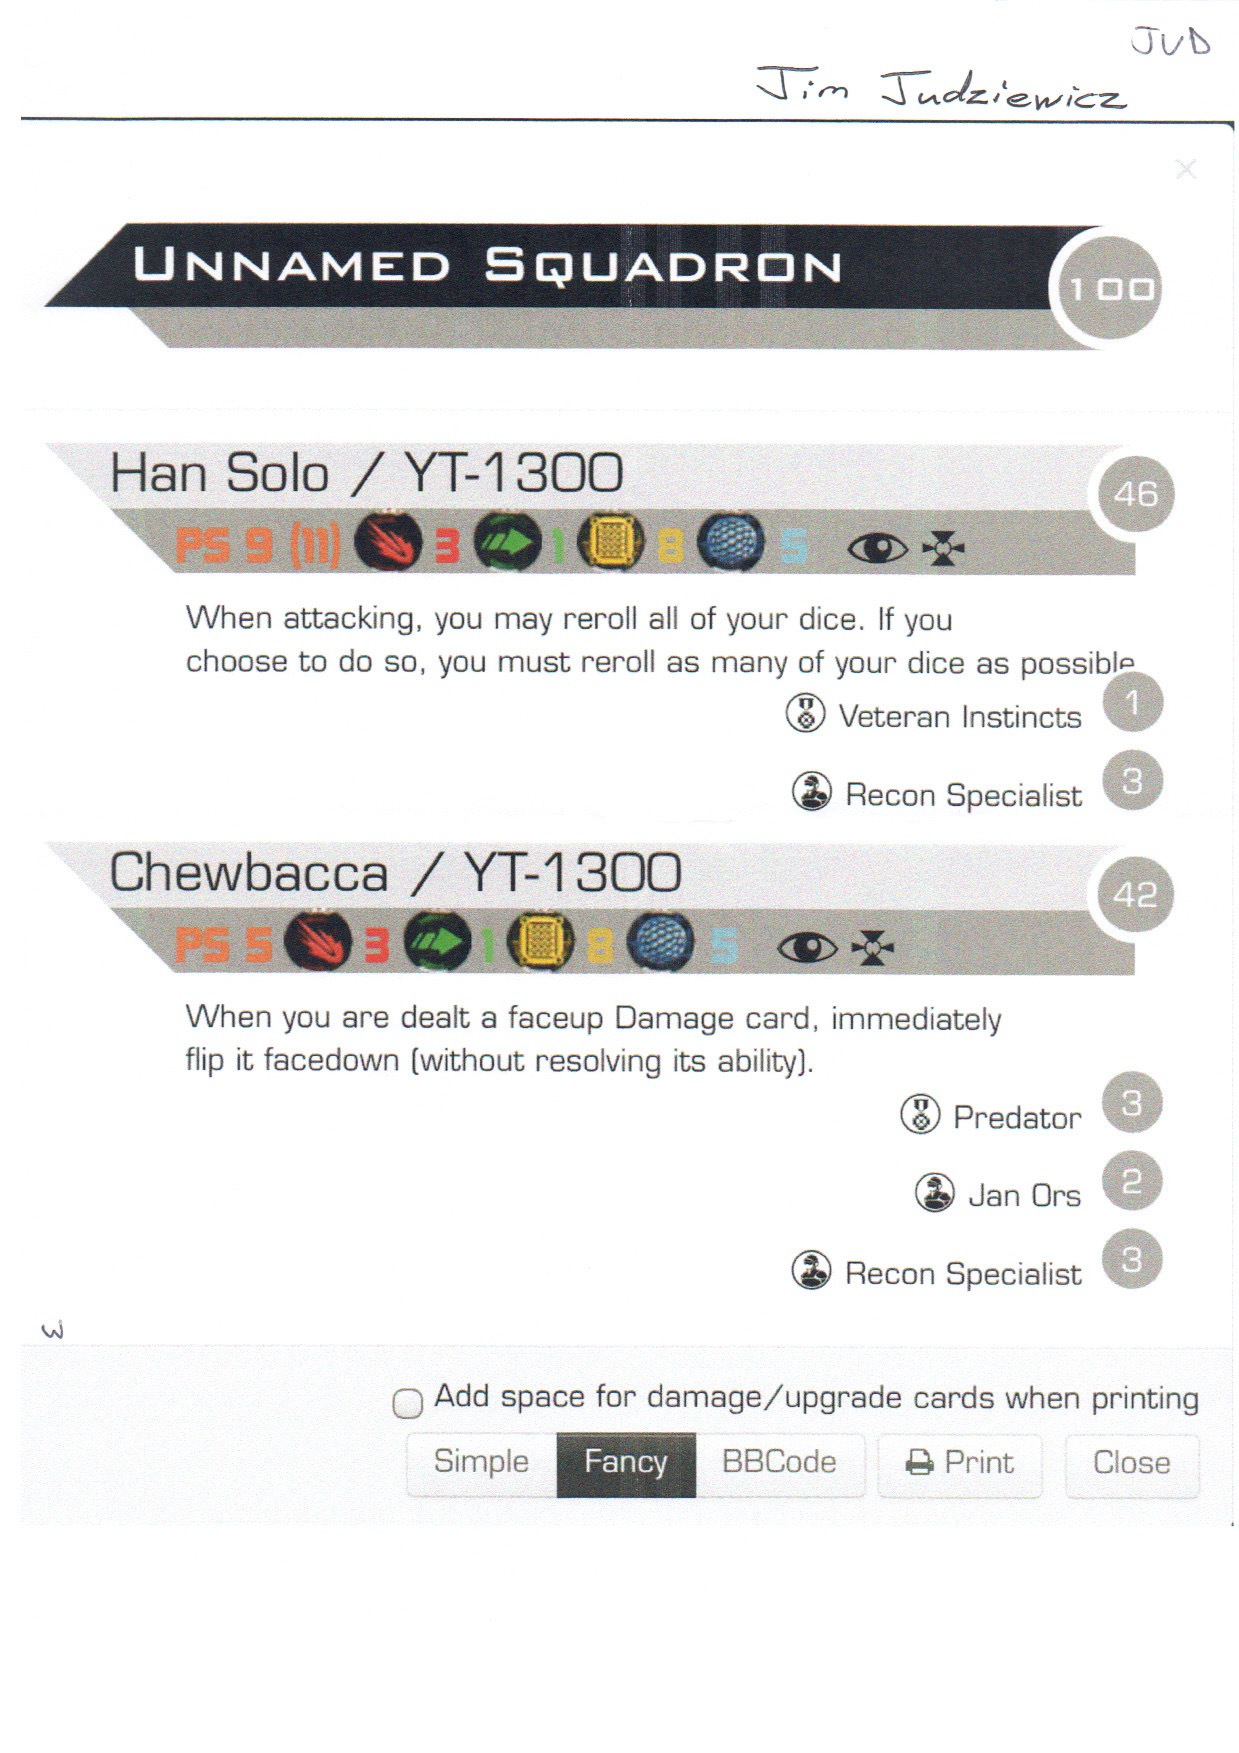 JUD
Jim Judziewicz
×
UNNAMED SQUADRON
100
Han Solo / YT-1300
46
PS 9 (11) 3 1 8 5
When attacking, you may reroll all of your dice. If you
choose to do so, you must reroll as many of your dice as possible
Veteran Instincts 1
Recon Specialist 3
Chewbacca / YT-1300
42
PS 5 3 1 8 5
When you are dealt a faceup Damage card, immediately
flip it facedown (without resolving its ability).
Predator 3
Jan Ors 2
Recon Specialist 3
W
Add space for damage/upgrade cards when printing
Simple Fancy BBCode Print Close